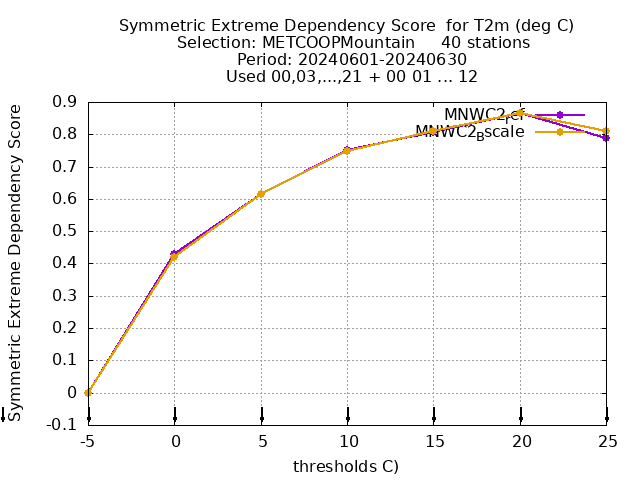 Symmetric Extreme Dependency Score for T2m (deg C)
Selection: METCOOPMountain 40 stations
Period: 20240601-20240630
Used 00,03,...,21 + 00 01 ... 12
Symmetric Extreme Dependency Score
0.9
0.8
0.7
0.6
0.5
0.4
0.3
0.2
0.1
0
-0.1
MNWC2_ref
MNWC2_Bscale
-5 0 5 10 15 20 25
thresholds C)